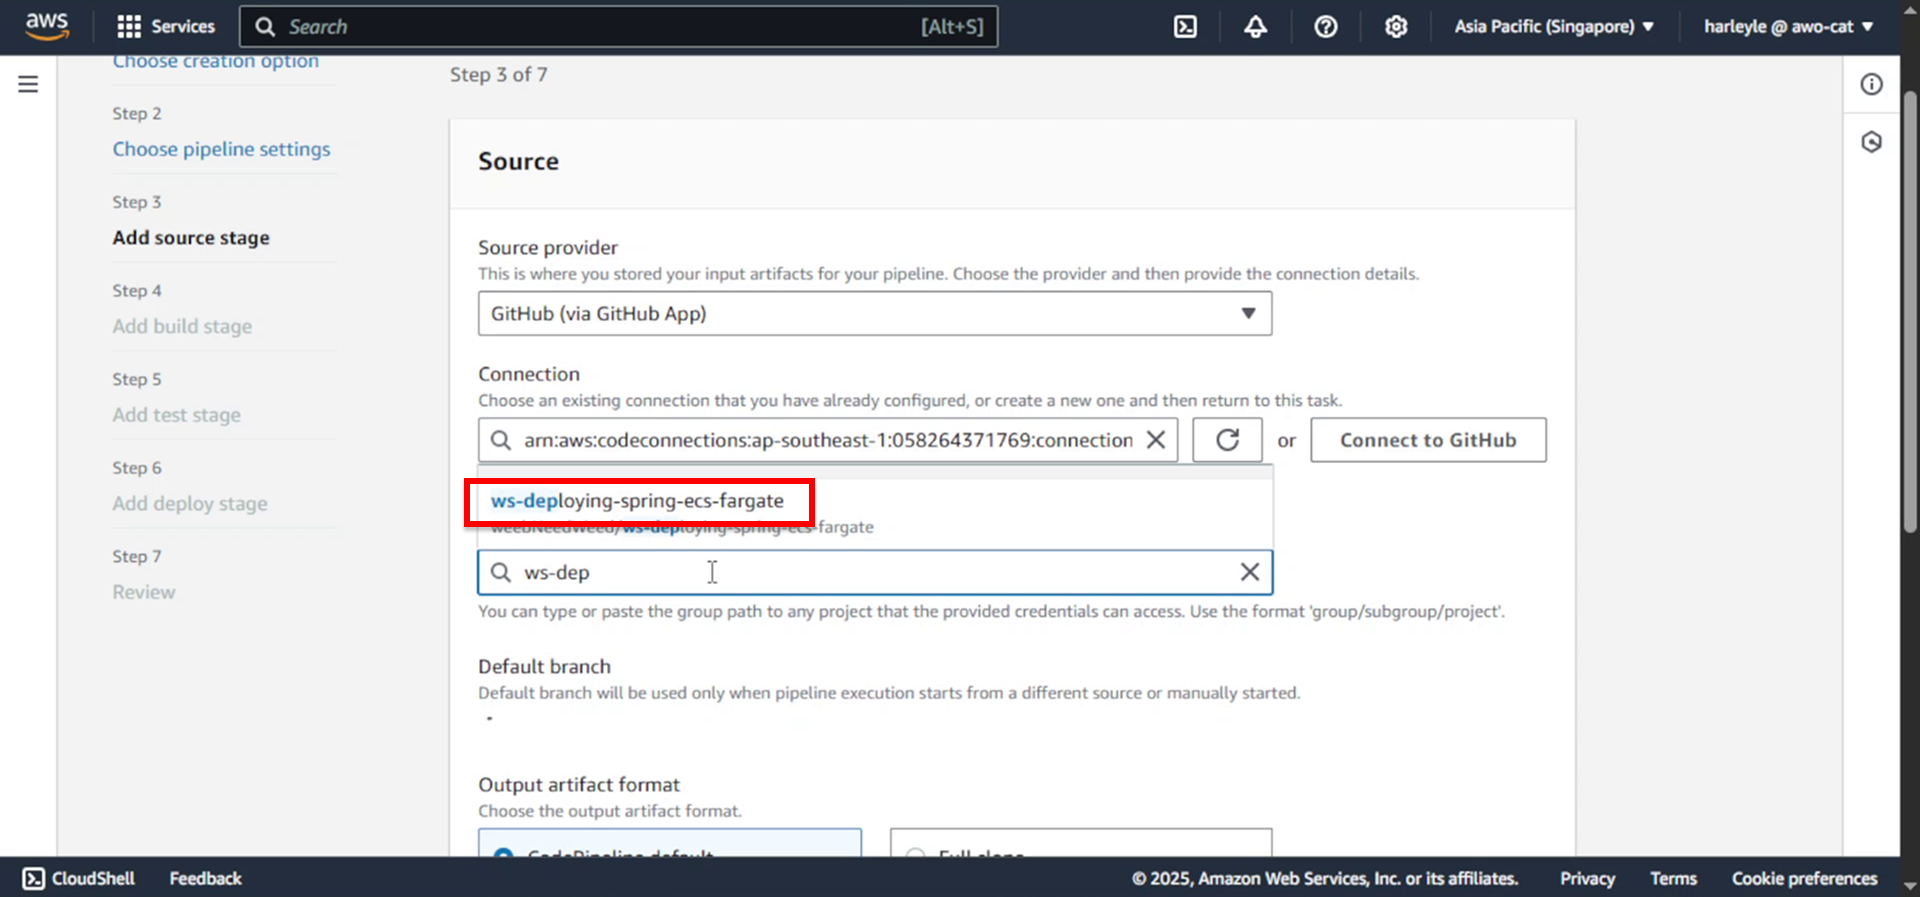 aws
Services
Search
[Alt+S]
Asia Pacific (Singapore)
harleyle @ awo-cat
Choose creation option
Step 2
Choose pipeline settings
Step 3
Add source stage
Step 4
Add build stage
Step 5
Add test stage
Step 6
Add deploy stage
Step 7
Review
Step 3 of 7
Source
Source provider
This is where you stored your input artifacts for your pipeline. Choose the provider and then provide the connection details.
GitHub (via GitHub App)
Connection
Choose an existing connection that you have already configured, or create a new one and then return to this task.
arn:aws:codeconnections:ap-southeast-1:058264371769:connection
or
Connect to GitHub
ws-deploying-spring-ecs-fargate
weebNeedWeed/ws-deploying-spring-ecs-fargate
ws-dep
You can type or paste the group path to any project that the provided credentials can access. Use the format 'group/subgroup/project'.
Default branch
Default branch will be used only when pipeline execution starts from a different source or manually started.
-
Output artifact format
Choose the output artifact format.
CodePipeline default
Full clone
CloudShell
Feedback
© 2025, Amazon Web Services, Inc. or its affiliates.
Privacy
Terms
Cookie preferences